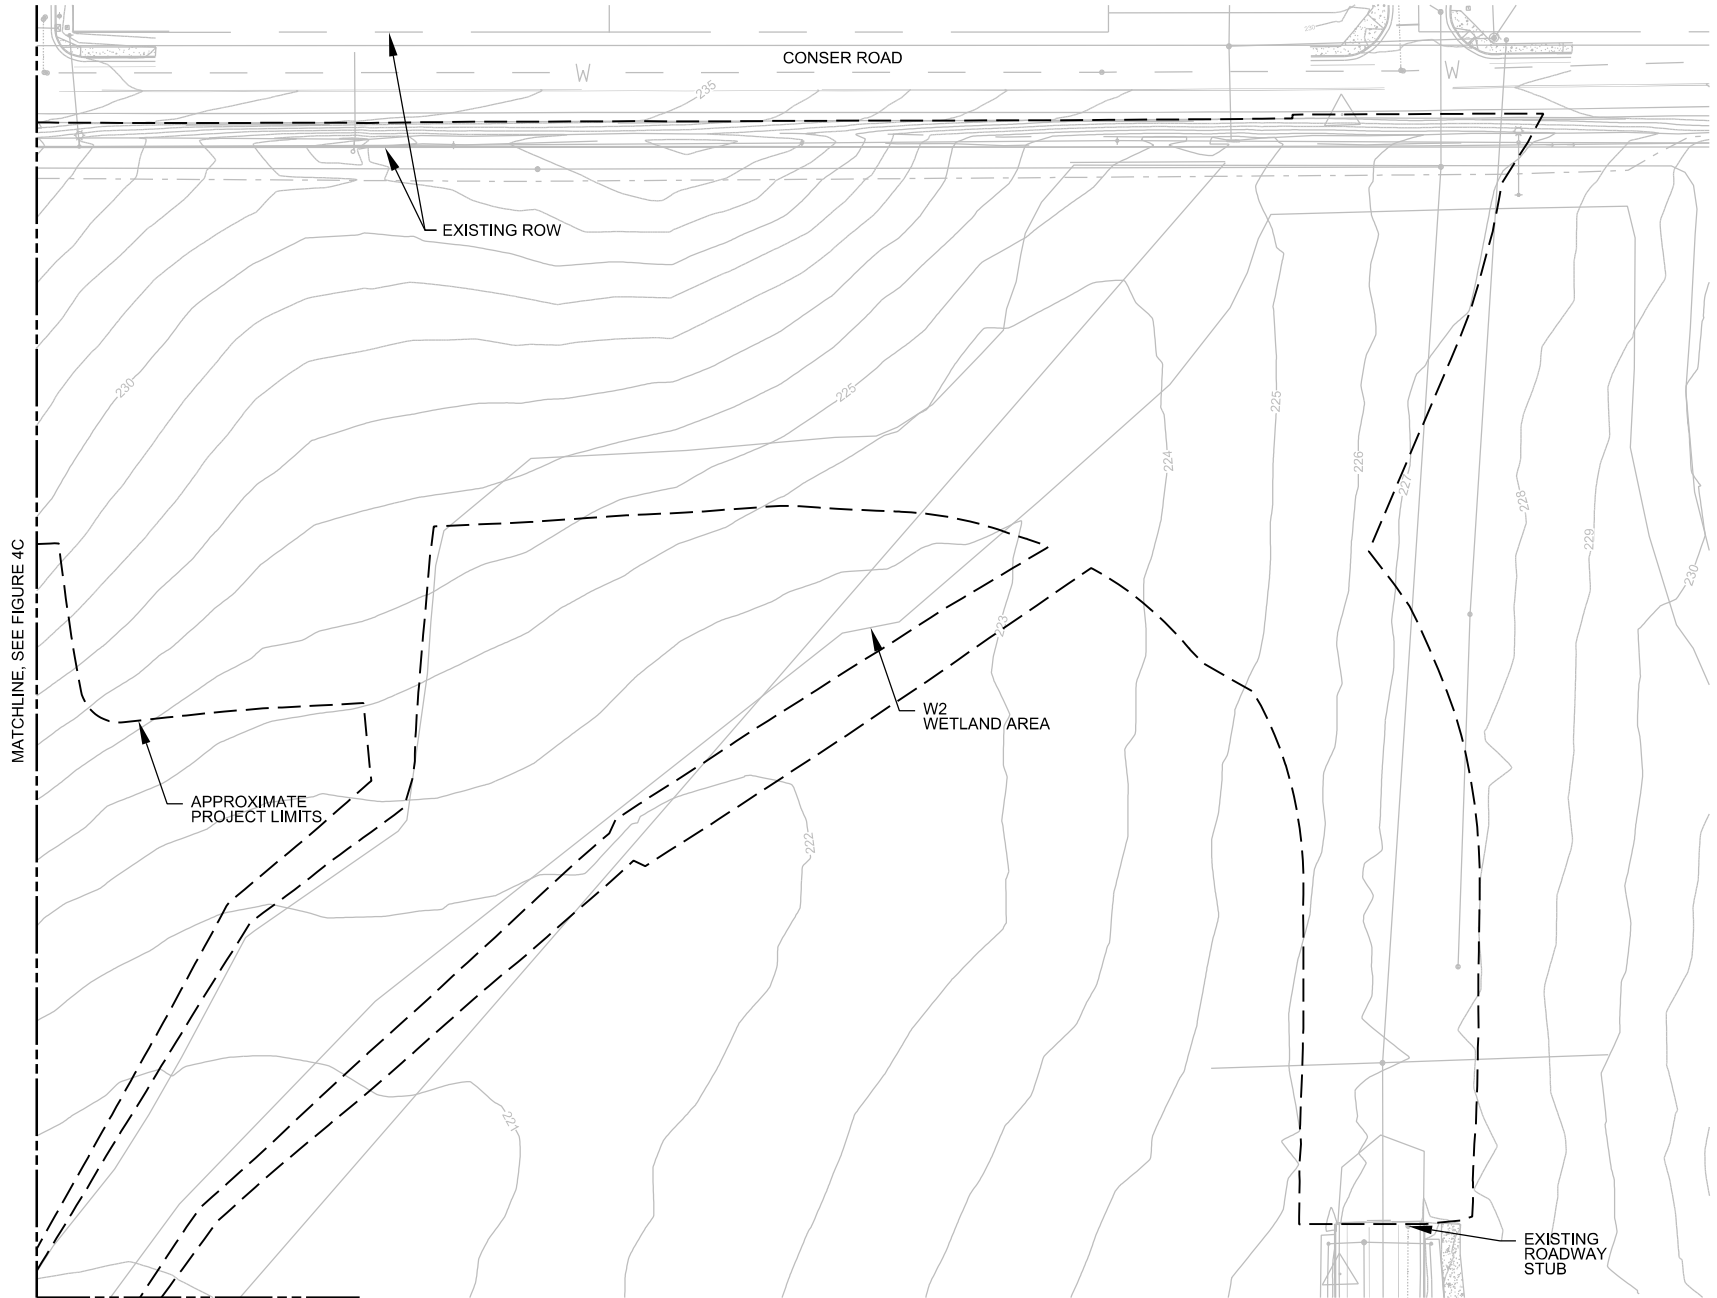 230
CONSER ROAD
W
W
235
EXISTING ROW
230
225
225
224
226
227
228
229
230
MATCHLINE, SEE FIGURE 4C
223
W2
WETLAND AREA
APPROXIMATE
PROJECT LIMITS
222
221
EXISTING
ROADWAY
STUB